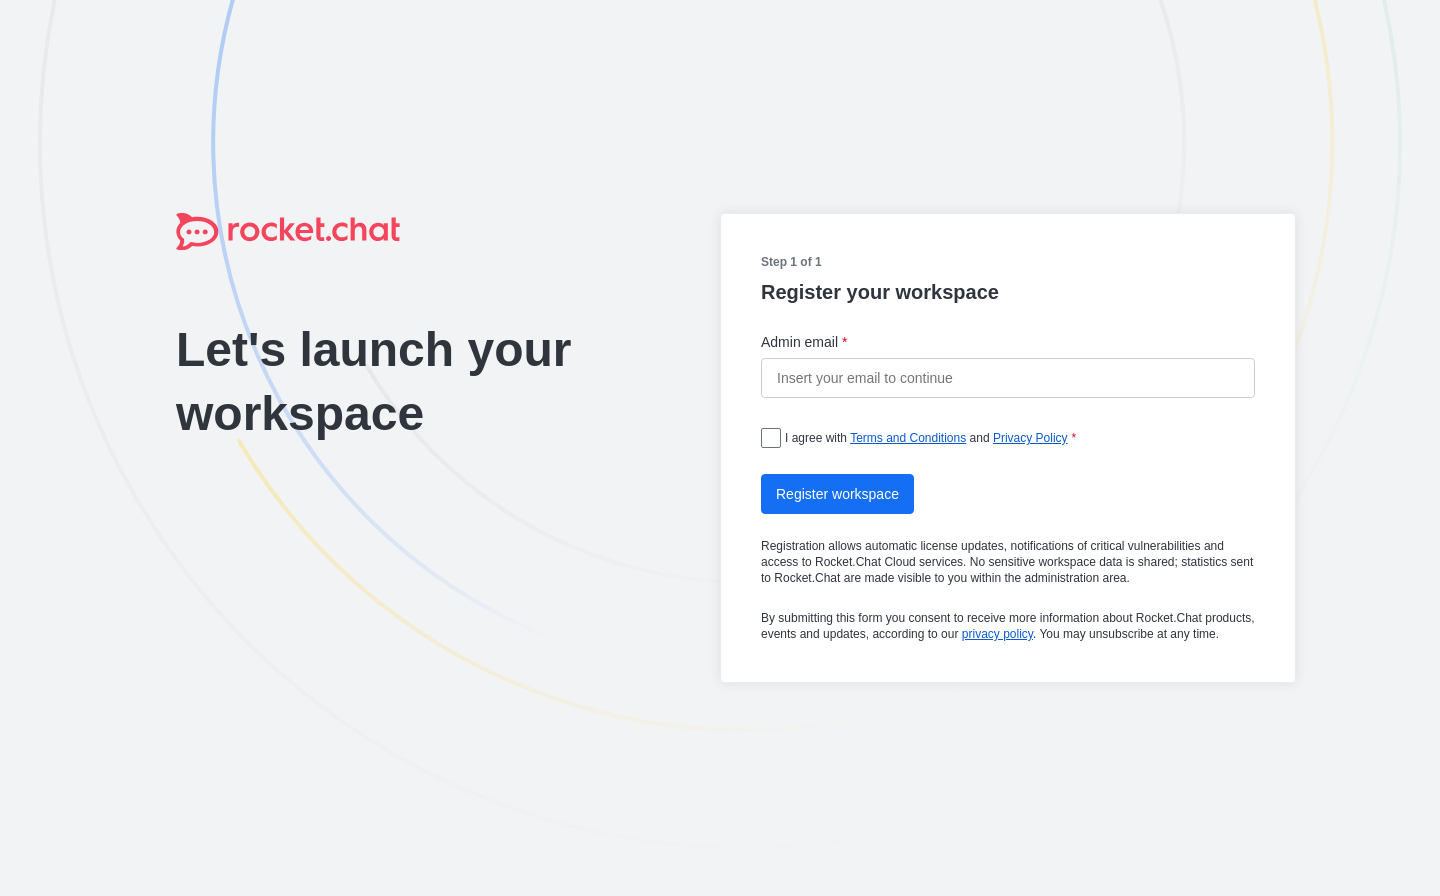 rocket.chat
Let's launch your
workspace
Step 1 of 1
Register your workspace
Admin email *
Insert your email to continue
I agree with Terms and Conditions and Privacy Policy *
Register workspace
Registration allows automatic license updates, notifications of critical vulnerabilities and
access to Rocket.Chat Cloud services. No sensitive workspace data is shared; statistics sent
to Rocket.Chat are made visible to you within the administration area.
By submitting this form you consent to receive more information about Rocket.Chat products,
events and updates, according to our privacy policy. You may unsubscribe at any time.